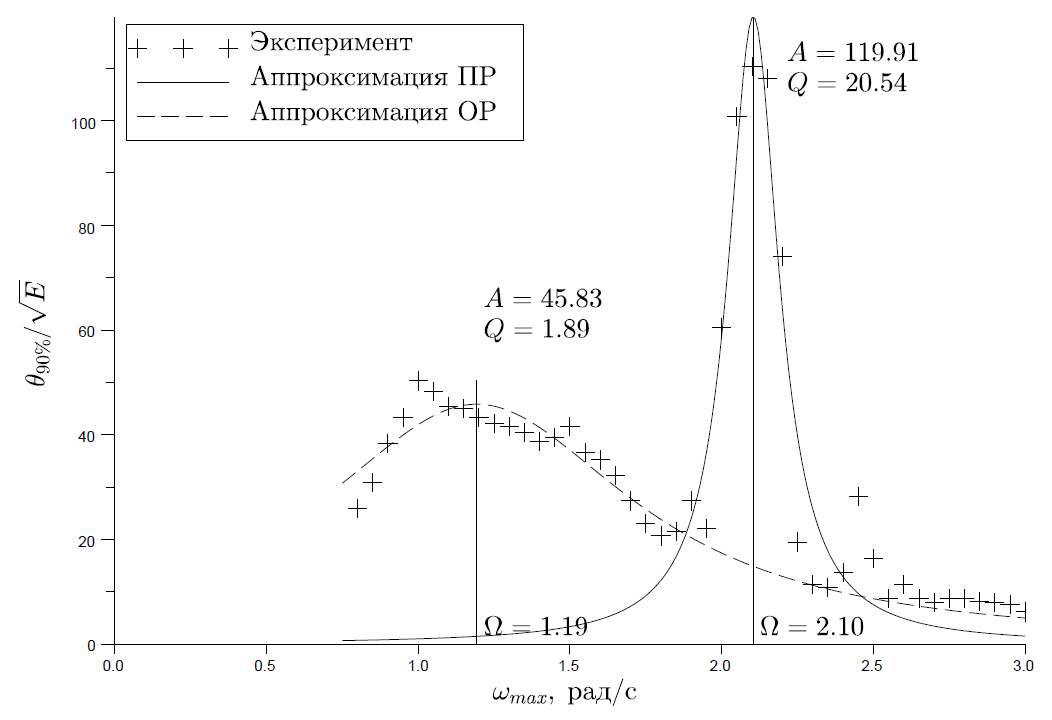 Эксперимент
Аппроксимация ПР
Аппроксимация ОР
A = 119.91
Q = 20.54
A = 45.83
Q = 1.89
Ω = 1.19
Ω = 2.10
θ90%/√E
100
80
60
40
20
0
0.0 0.5 1.0 1.5 2.0 2.5 3.0
ωmax, рад/с